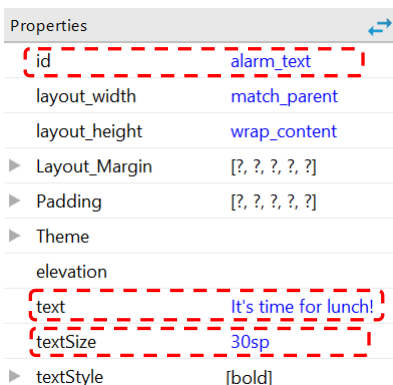 Properties
id alarm_text
layout_width match_parent
layout_height wrap_content
Layout_Margin [?, ?, ?, ?, ?]
Padding [?, ?, ?, ?, ?]
Theme
elevation
text It's time for lunch!
textSize 30sp
textStyle [bold]